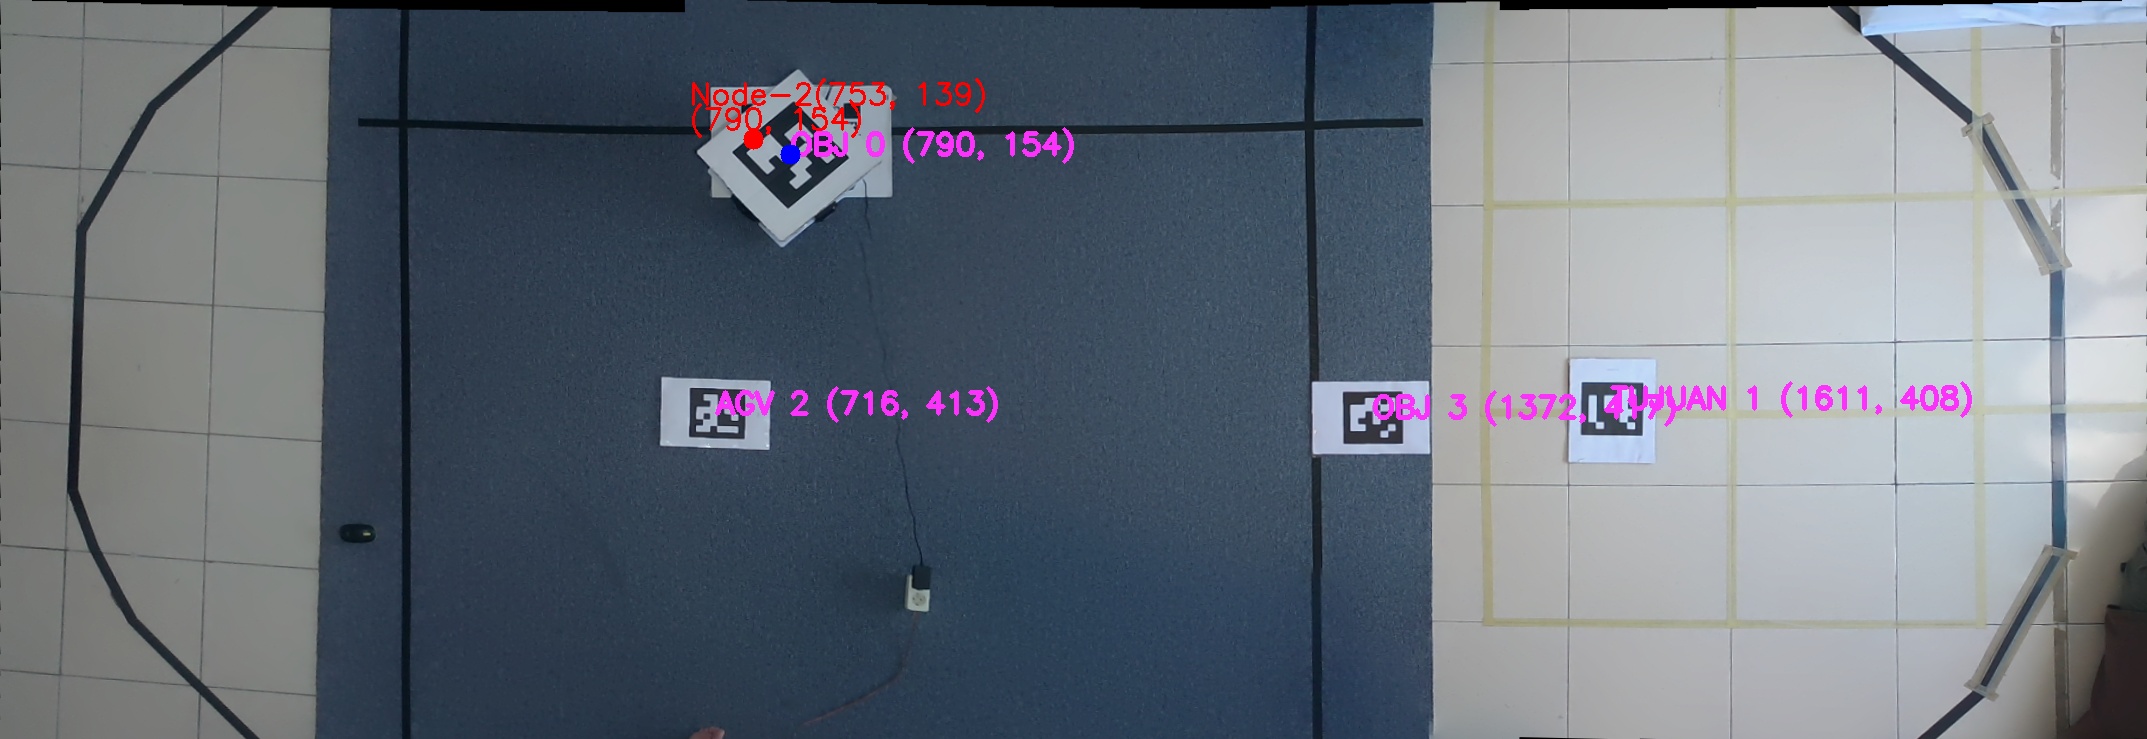 Node-2(753, 139)
(790, 154)
OBJ 0 (790, 154)
AGV 2 (716, 413)
OBJ 3 (1372, 417)
TUJUAN 1 (1611, 408)